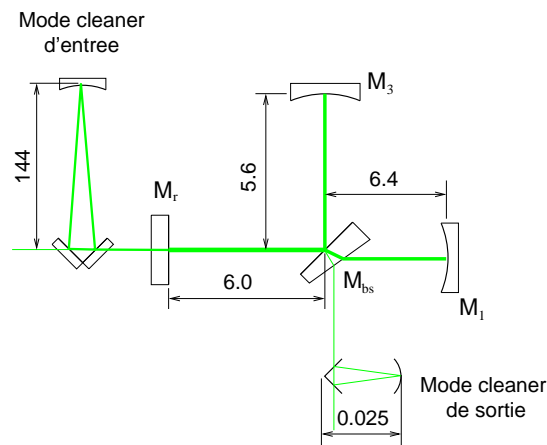 Mode cleaner
d'entree
M3
144
Mr
5.6
6.4
6.0
Mbs
M1
Mode cleaner
de sortie
0.025